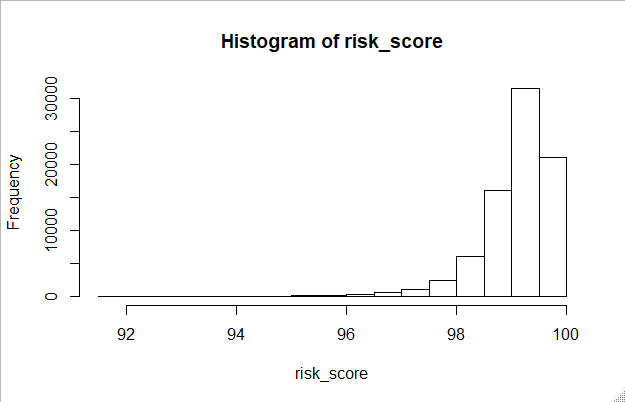 Histogram of risk_score
30000
20000
10000
0
Frequency
92 94 96 98 100
risk_score